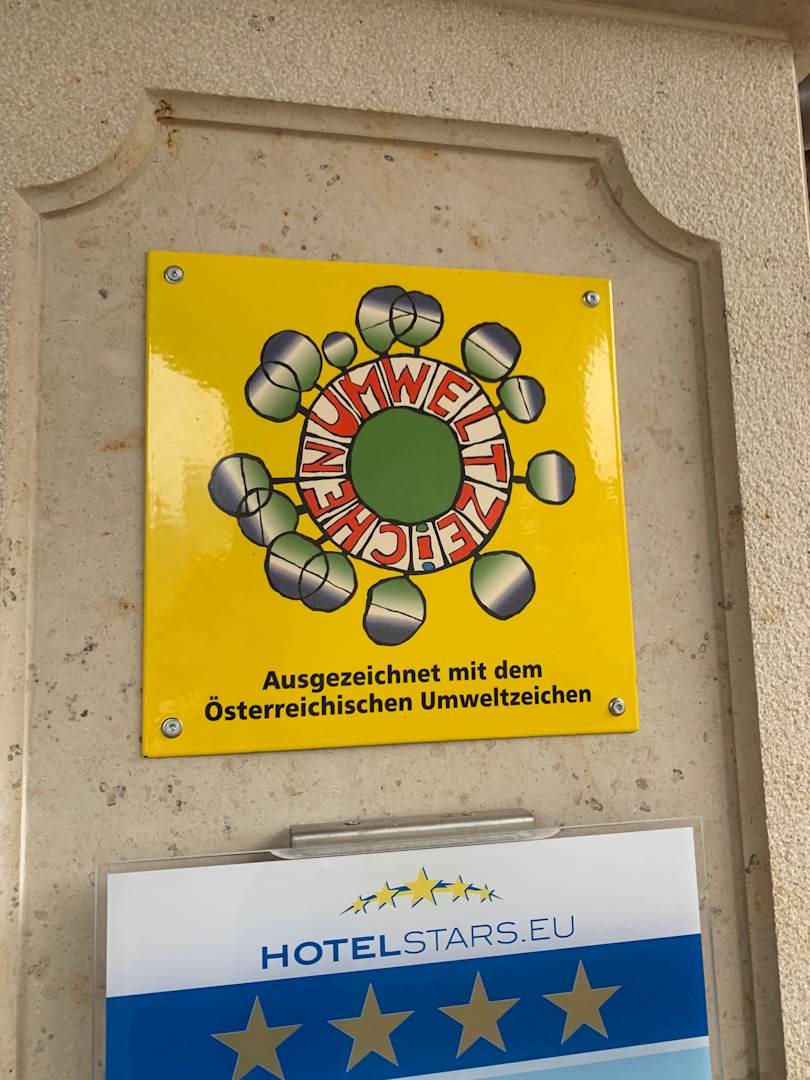 UMWELTZEiCHEN
Ausgezeichnet mit dem
Österreichischen Umweltzeichen
HOTELSTARS.EU